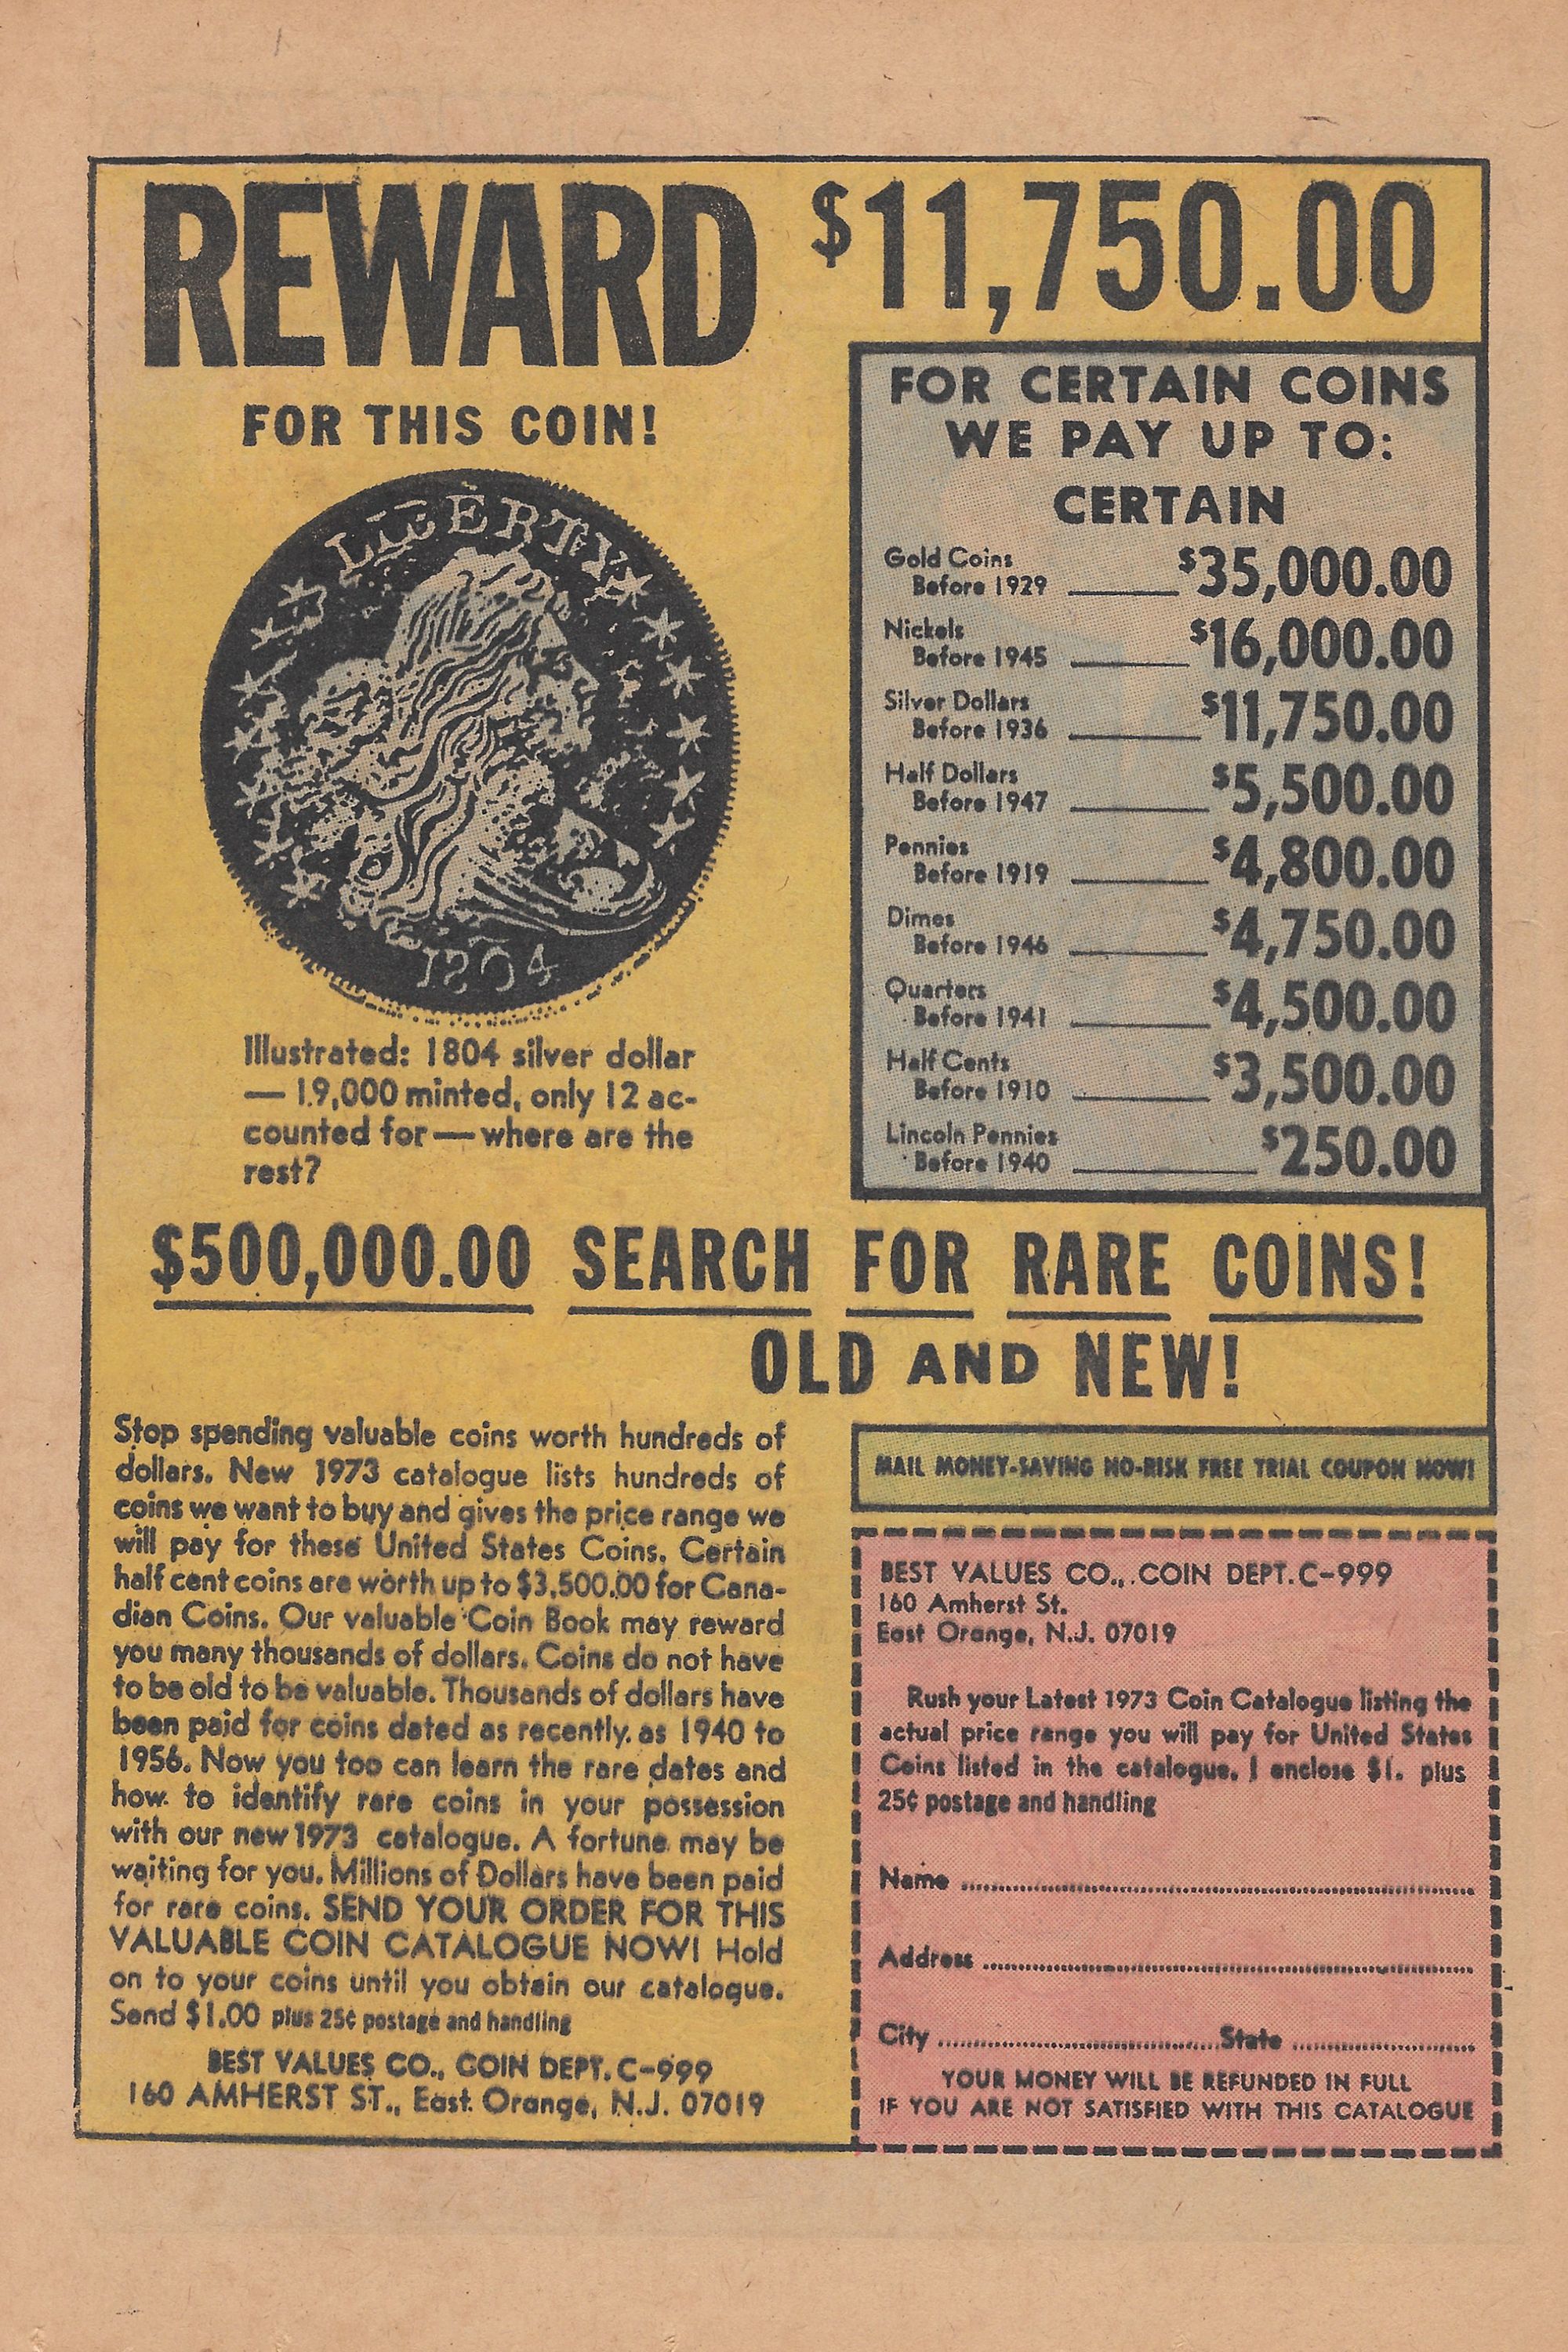 REWARD $11,750.00
FOR THIS COIN!
LIBERTY
1804
Illustrated: 1804 silver dollar
— 19,000 minted, only 12 ac-
counted for — where are the
rest?
FOR CERTAIN COINS
WE PAY UP TO:
CERTAIN
Gold Coins
Before 1929 $35,000.00
Nickels
Before 1945 $16,000.00
Silver Dollars
Before 1936 $11,750.00
Half Dollars
Before 1947 $5,500.00
Pennies
Before 1919 $4,800.00
Dimes
Before 1946 $4,750.00
Quarters
Before 1941 $4,500.00
Half Cents
Before 1910 $3,500.00
Lincoln Pennies
Before 1940 $250.00
$500,000.00 SEARCH FOR RARE COINS!
OLD AND NEW!
Stop spending valuable coins worth hundreds of
dollars. New 1973 catalogue lists hundreds of
coins we want to buy and gives the price range we
will pay for these United States Coins. Certain
half cent coins are worth up to $3,500.00 for Cana-
dian Coins. Our valuable Coin Book may reward
you many thousands of dollars. Coins do not have
to be old to be valuable. Thousands of dollars have
been paid for coins dated as recently as 1940 to
1956. Now you too can learn the rare dates and
how to identify rare coins in your possession
with our new 1973 catalogue. A fortune may be
waiting for you. Millions of Dollars have been paid
for rare coins. SEND YOUR ORDER FOR THIS
VALUABLE COIN CATALOGUE NOW! Hold
on to your coins until you obtain our catalogue.
Send $1.00 plus 25¢ postage and handling
BEST VALUES CO., COIN DEPT. C-999
160 AMHERST ST., East Orange, N.J. 07019
MAIL MONEY-SAVING NO-RISK FREE TRIAL COUPON NOW!
BEST VALUES CO., COIN DEPT. C-999
160 Amherst St.
East Orange, N.J. 07019
Rush your Latest 1973 Coin Catalogue listing the
actual price range you will pay for United States
Coins listed in the catalogue. I enclose $1. plus
25¢ postage and handling
Name
Address
City State
YOUR MONEY WILL BE REFUNDED IN FULL
IF YOU ARE NOT SATISFIED WITH THIS CATALOGUE